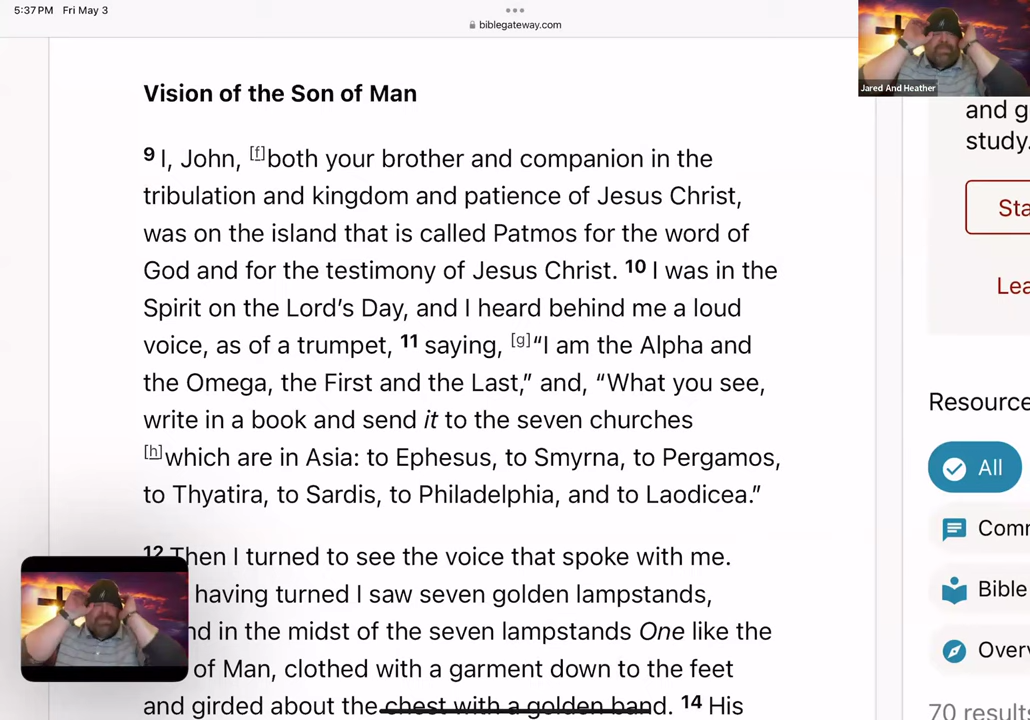 5:37 PM Fri May 3
biblegateway.com
Jared And Heather
Vision of the Son of Man
9 I, John, [f]both your brother and companion in the
tribulation and kingdom and patience of Jesus Christ,
was on the island that is called Patmos for the word of
God and for the testimony of Jesus Christ. 10 I was in the
Spirit on the Lord’s Day, and I heard behind me a loud
voice, as of a trumpet, 11 saying, [g]“I am the Alpha and
the Omega, the First and the Last,” and, “What you see,
write in a book and send it to the seven churches
[h]which are in Asia: to Ephesus, to Smyrna, to Pergamos,
to Thyatira, to Sardis, to Philadelphia, and to Laodicea.”
12 Then I turned to see the voice that spoke with me.
having turned I saw seven golden lampstands,
nd in the midst of the seven lampstands One like the
of Man, clothed with a garment down to the feet
and girded about the chest with a golden band. 14 His
and g
study.
Sta
Lea
Resource
All
Comm
Bible
Overv
70 results